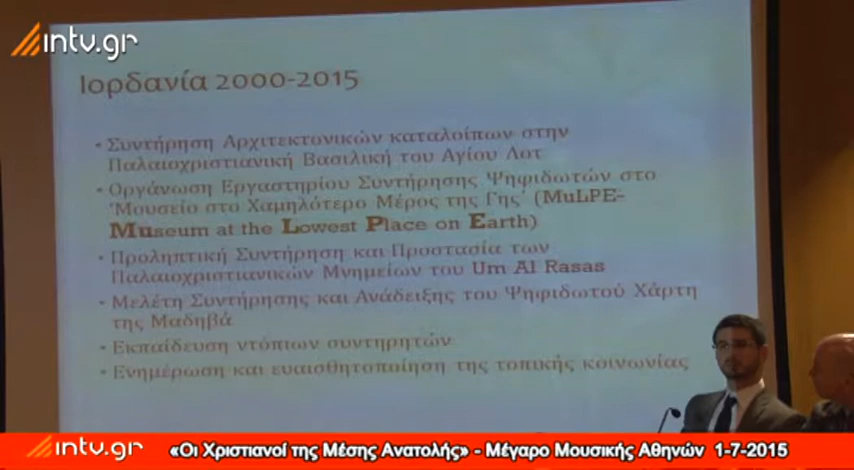 intv.gr
Ιορδανία 2000-2015
• Συντήρηση Αρχιτεκτονικών καταλοίπων στην
Παλαιοχριστιανική Βασιλική του Αγίου Λοτ
• Οργάνωση Εργαστηρίου Συντήρησης Ψηφιδωτών στο
'Μουσείο στο Χαμηλότερο Μέρος της Γης' (MuLPE-
Museum at the Lowest Place on Earth)
• Προληπτική Συντήρηση και Προστασία των
Παλαιοχριστιανικών Μνημείων του Um Al Rasas
• Μελέτη Συντήρησης και Ανάδειξης του Ψηφιδωτού Χάρτη
της Μαδηβά
• Εκπαίδευση ντόπιων συντηρητών
• Ενημέρωση και ευαισθητοποίηση της τοπικής κοινωνίας
intv.gr «Οι Χριστιανοί της Μέσης Ανατολής» - Μέγαρο Μουσικής Αθηνών 1-7-2015